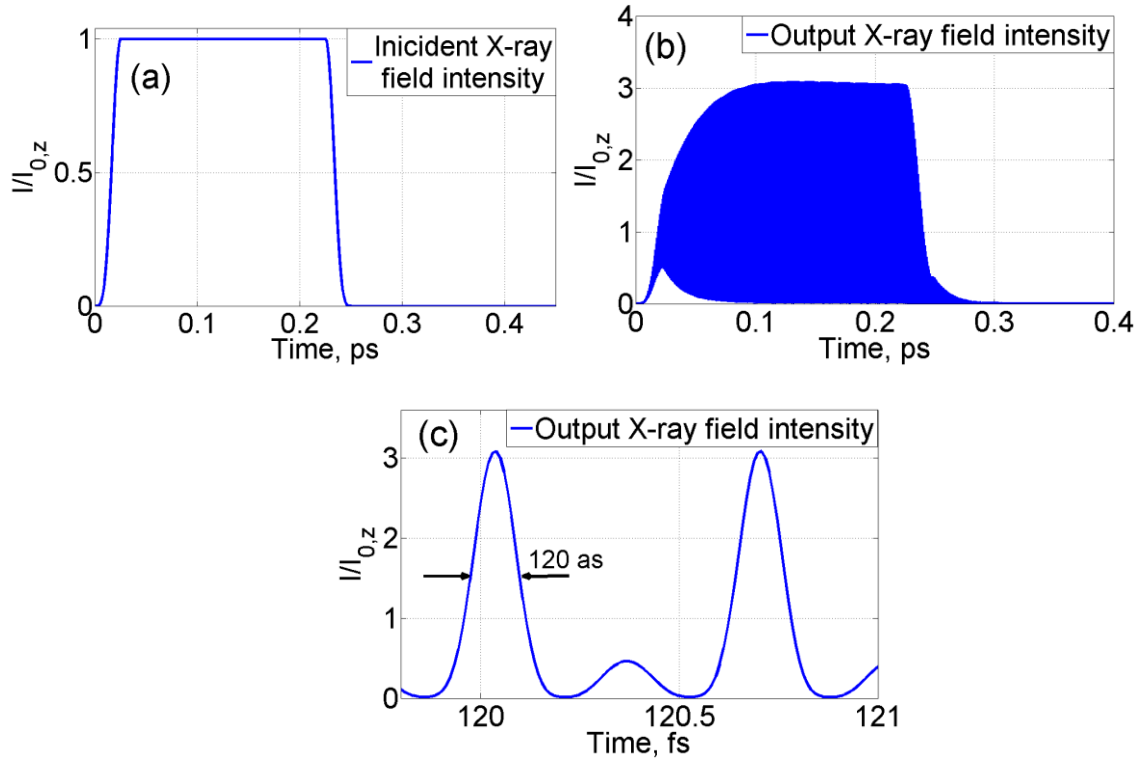 (a)
Inicident X-ray
field intensity
I/I0,z
1
0.5
0
0 0.1 0.2 0.3 0.4
Time, ps
(b)
Output X-ray field intensity
I/I0,z
4
3
2
1
0
0 0.1 0.2 0.3 0.4
Time, ps
(c)
Output X-ray field intensity
I/I0,z
3
2
1
0
120 as
120 120.5 121
Time, fs